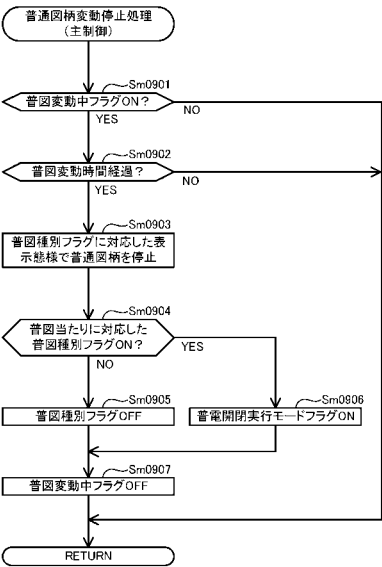 普通図柄変動停止処理
(主制御)
Sm0901
普図変動中フラグON?
NO
YES
Sm0902
普図変動時間経過?
NO
YES
Sm0903
普図種別フラグに対応した表
示態様で普通図柄を停止
Sm0904
普図当たりに対応した
普図種別フラグON?
YES
NO
Sm0905
普図種別フラグOFF
Sm0906
普電開閉実行モードフラグON
Sm0907
普図変動中フラグOFF
RETURN